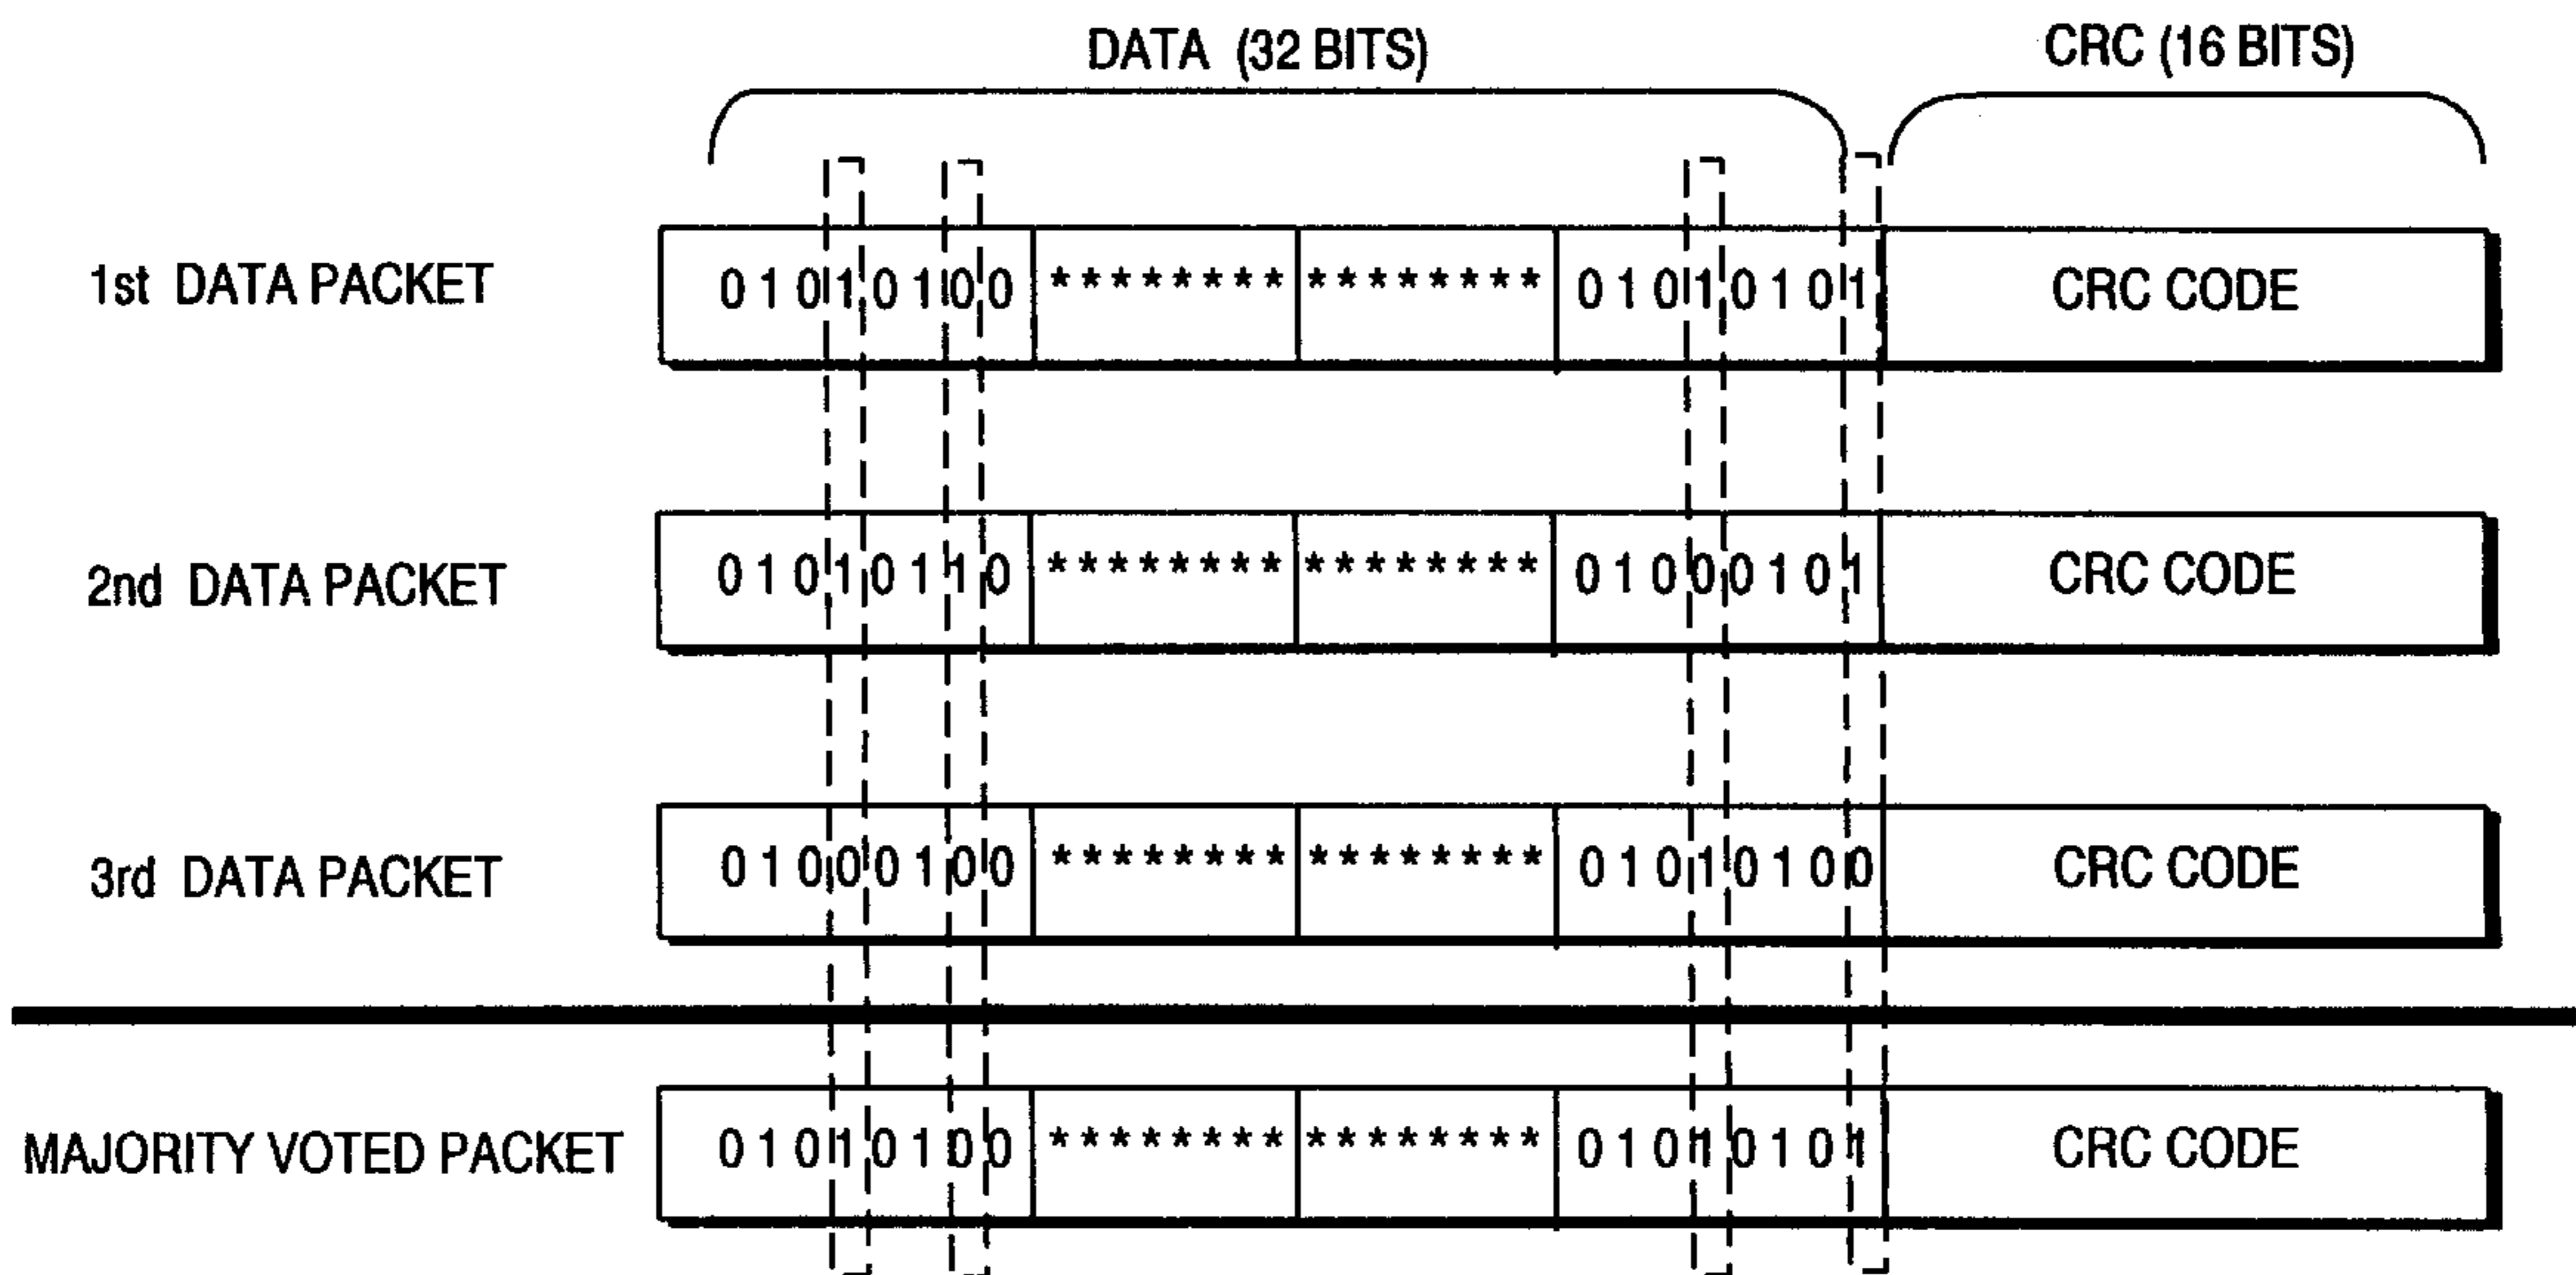 DATA (32 BITS) CRC (16 BITS)
1st DATA PACKET 0 1 0 1 0 1 0 0 ******** ******** 0 1 0 1 0 1 0 1 CRC CODE
2nd DATA PACKET 0 1 0 1 0 1 1 0 ******** ******** 0 1 0 0 0 1 0 1 CRC CODE
3rd DATA PACKET 0 1 0 0 0 1 0 0 ******** ******** 0 1 0 1 0 1 0 0 CRC CODE
MAJORITY VOTED PACKET 0 1 0 1 0 1 0 0 ******** ******** 0 1 0 1 0 1 0 1 CRC CODE